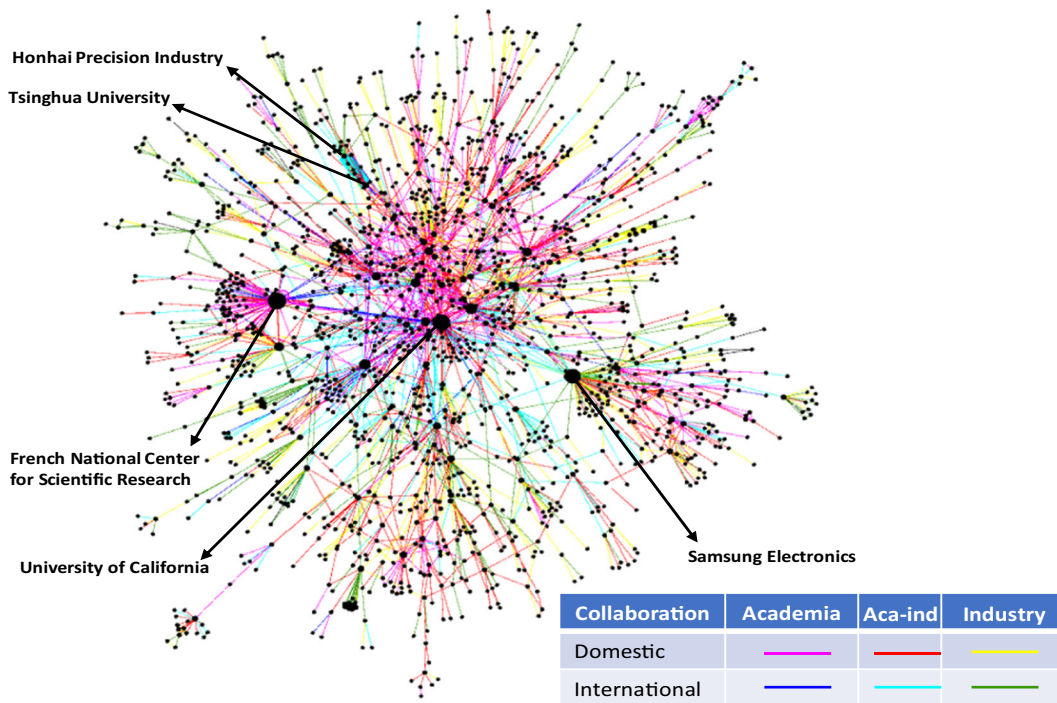 Honhai Precision Industry
Tsinghua University
French National Center
for Scientific Research
University of California
Samsung Electronics
Collaboration Academia Aca-ind Industry
Domestic
International